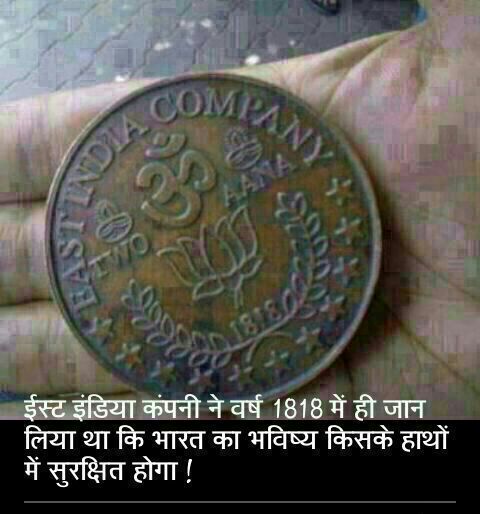 EAST INDIA COMPANY
ॐ
TWO AANA
1818
ईस्ट इंडिया कंपनी ने वर्ष 1818 में ही जान
लिया था कि भारत का भविष्य किसके हाथों
में सुरक्षित होगा !